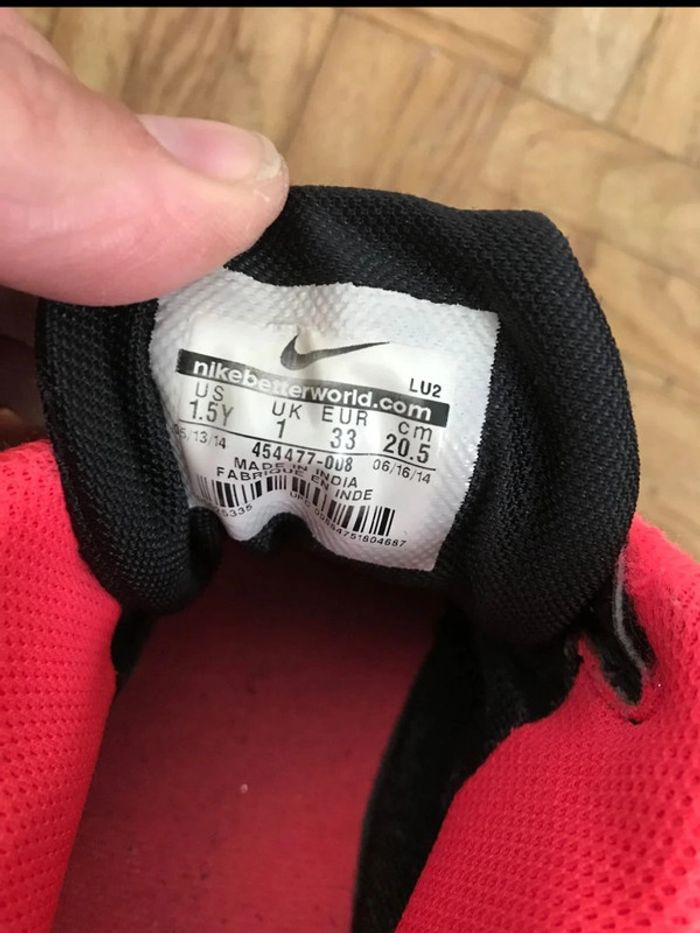 nikebetterworld.com LU2
US UK EUR cm
1.5Y 1 33 20.5
05/13/14 454477-008 06/16/14
MADE IN INDIA
FABRIQUE EN INDE